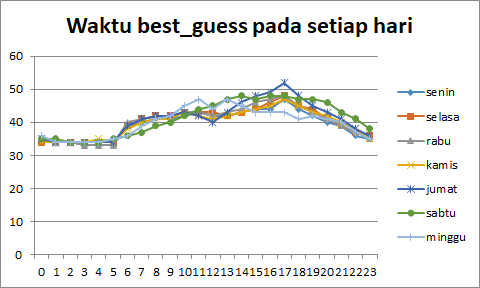 Waktu best_guess pada setiap hari
60
50
40
30
20
10
0
0 1 2 3 4 5 6 7 8 9 10 11 12 13 14 15 16 17 18 19 20 21 22 23
senin
selasa
rabu
kamis
jumat
sabtu
minggu